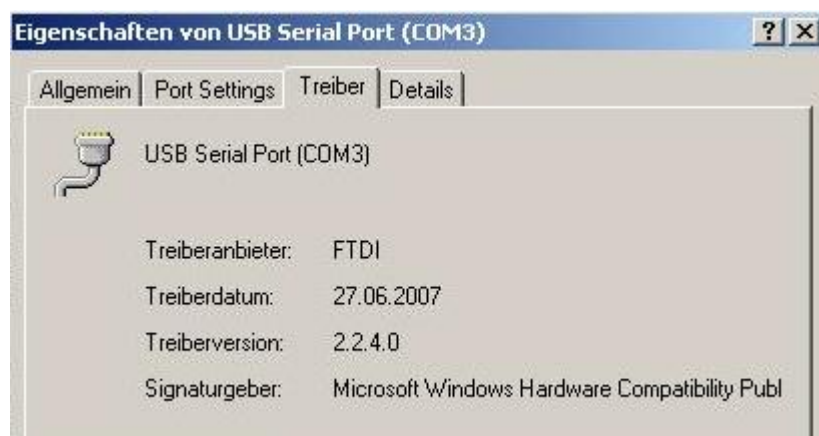 Eigenschaften von USB Serial Port (COM3)
Allgemein Port Settings Treiber Details
USB Serial Port (COM3)
Treiberanbieter: FTDI
Treiberdatum: 27.06.2007
Treiberversion: 2.2.4.0
Signaturgeber: Microsoft Windows Hardware Compatibility Publ